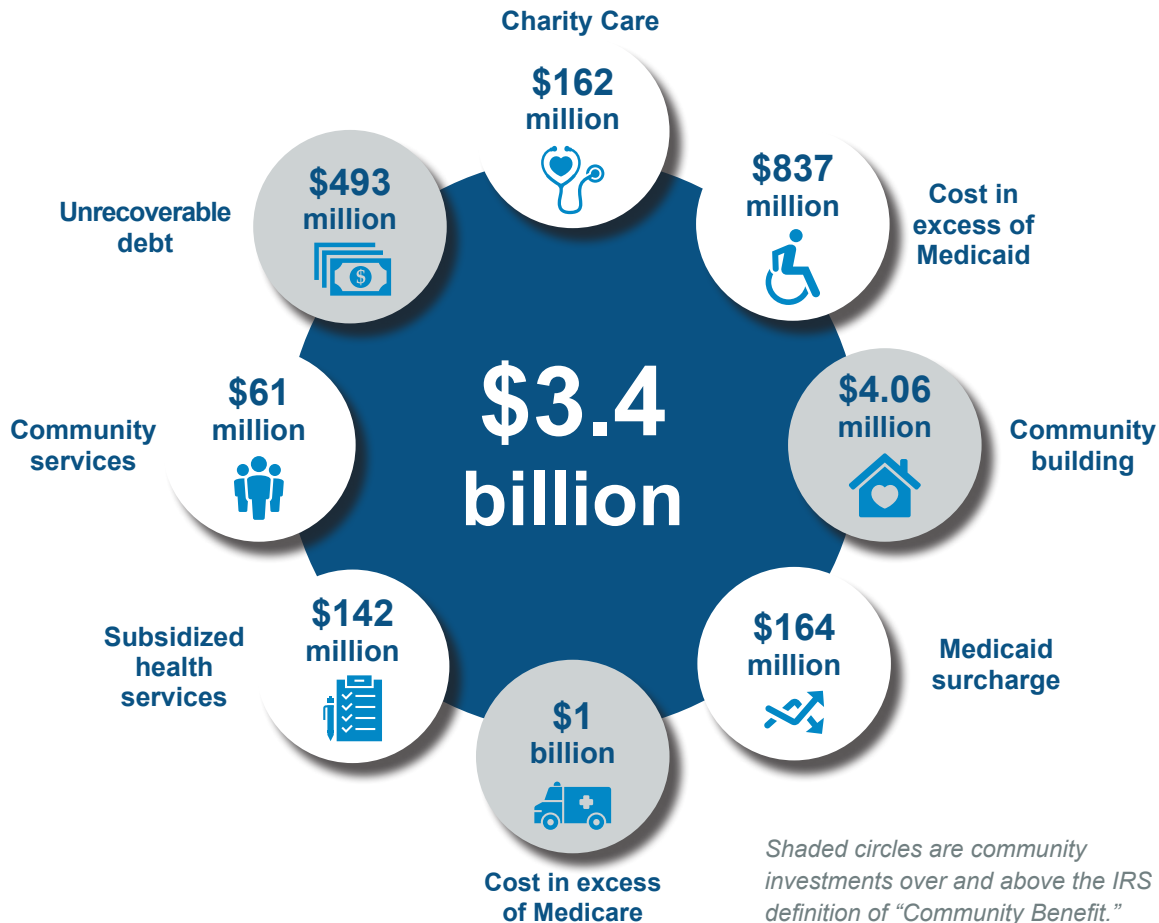 Charity Care
$162
million
$837
million
Cost in
excess of
Medicaid
$4.06
million
Community
building
$164
million
Medicaid
surcharge
$1
billion
Cost in excess
of Medicare
$142
million
Subsidized
health
services
$61
million
Community
services
$493
million
Unrecoverable
debt
$3.4
billion
Shaded circles are community
investments over and above the IRS
definition of “Community Benefit.”